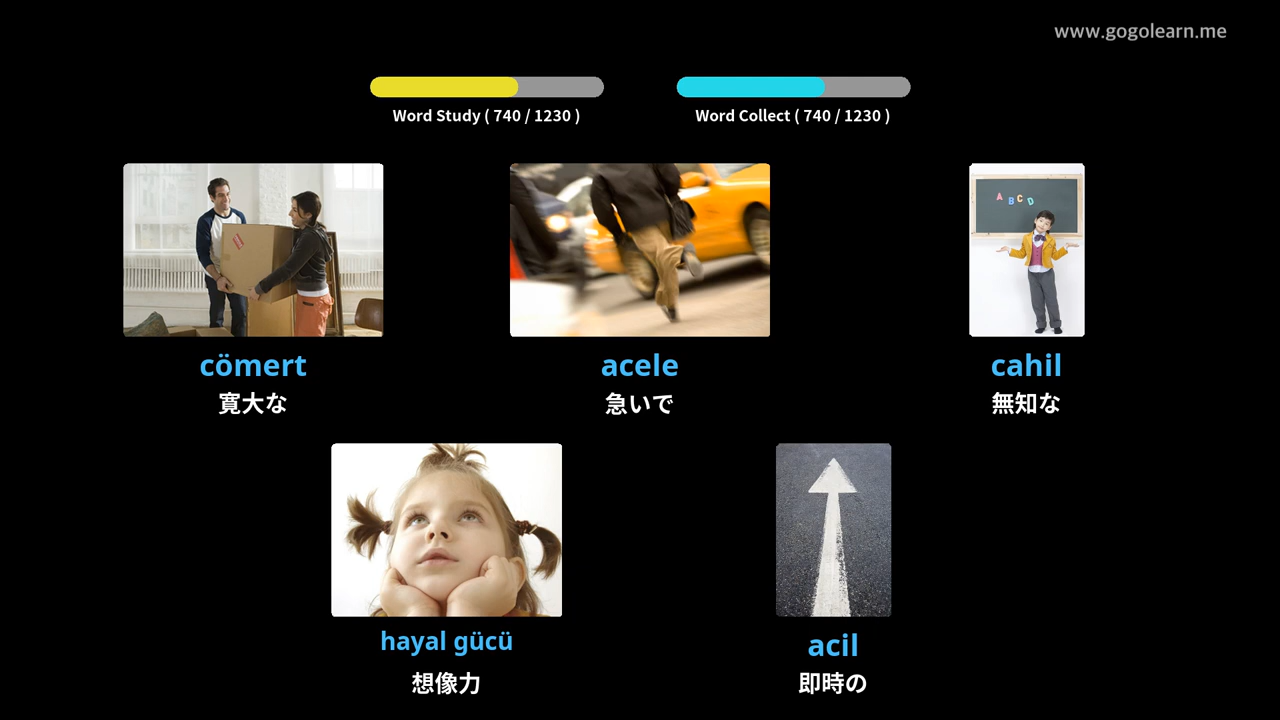 www.gogolearn.me
Word Study ( 740 / 1230 )
Word Collect ( 740 / 1230 )
A B C D
cömert
寛大な
acele
急いで
cahil
無知な
hayal gücü
想像力
acil
即時の